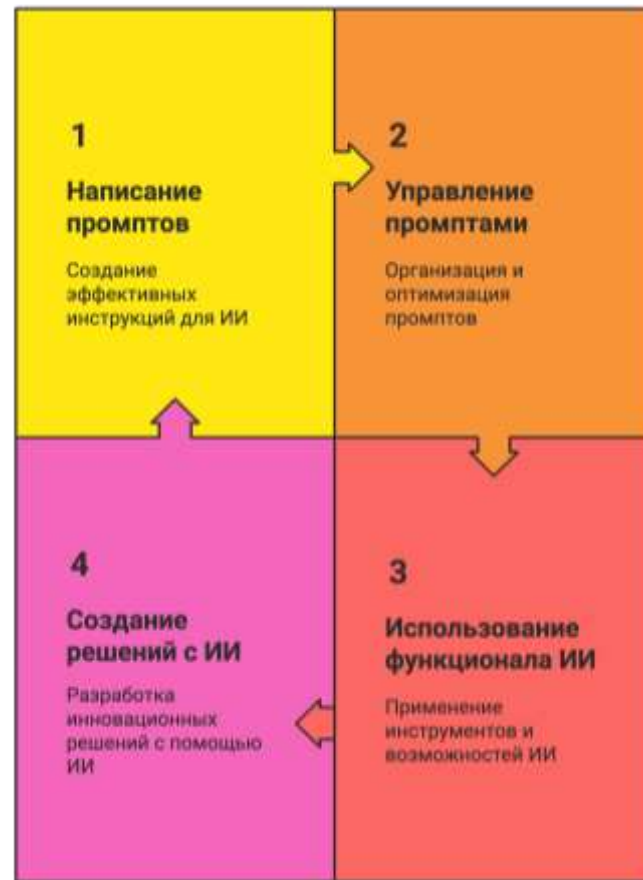 1
Написание
промптов
Создание
эффективных
инструкций для ИИ
2
Управление
промптами
Организация и
оптимизация
промптов
3
Использование
функционала ИИ
Применение
инструментов и
возможностей ИИ
4
Создание
решений с ИИ
Разработка
инновационных
решений с помощью
ИИ